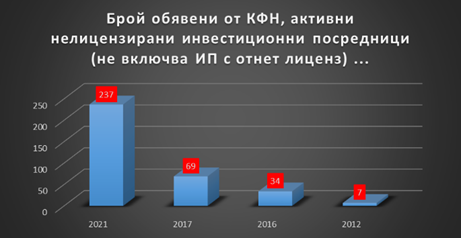 Брой обявени от КФН, активни
нелицензирани инвестиционни посредници
(не включва ИП с отнет лиценз) ...
237
69
34
7
250
200
150
100
50
0
2021 2017 2016 2012